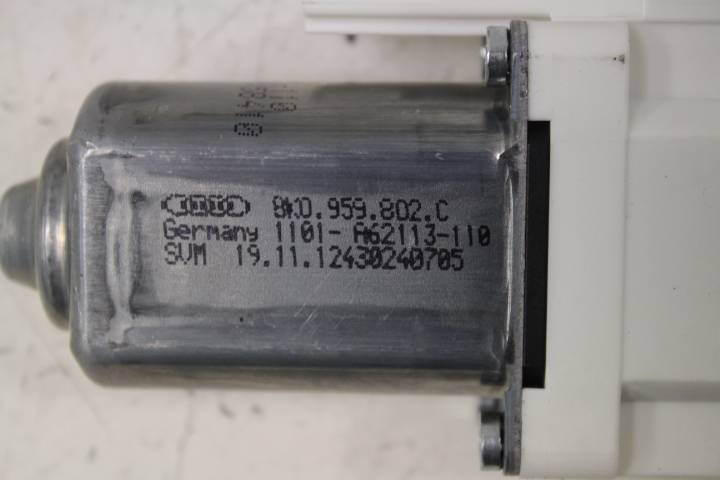 8K0.959.802.C
Germany 1101- A62113-110
SVM 19.11.12430240705